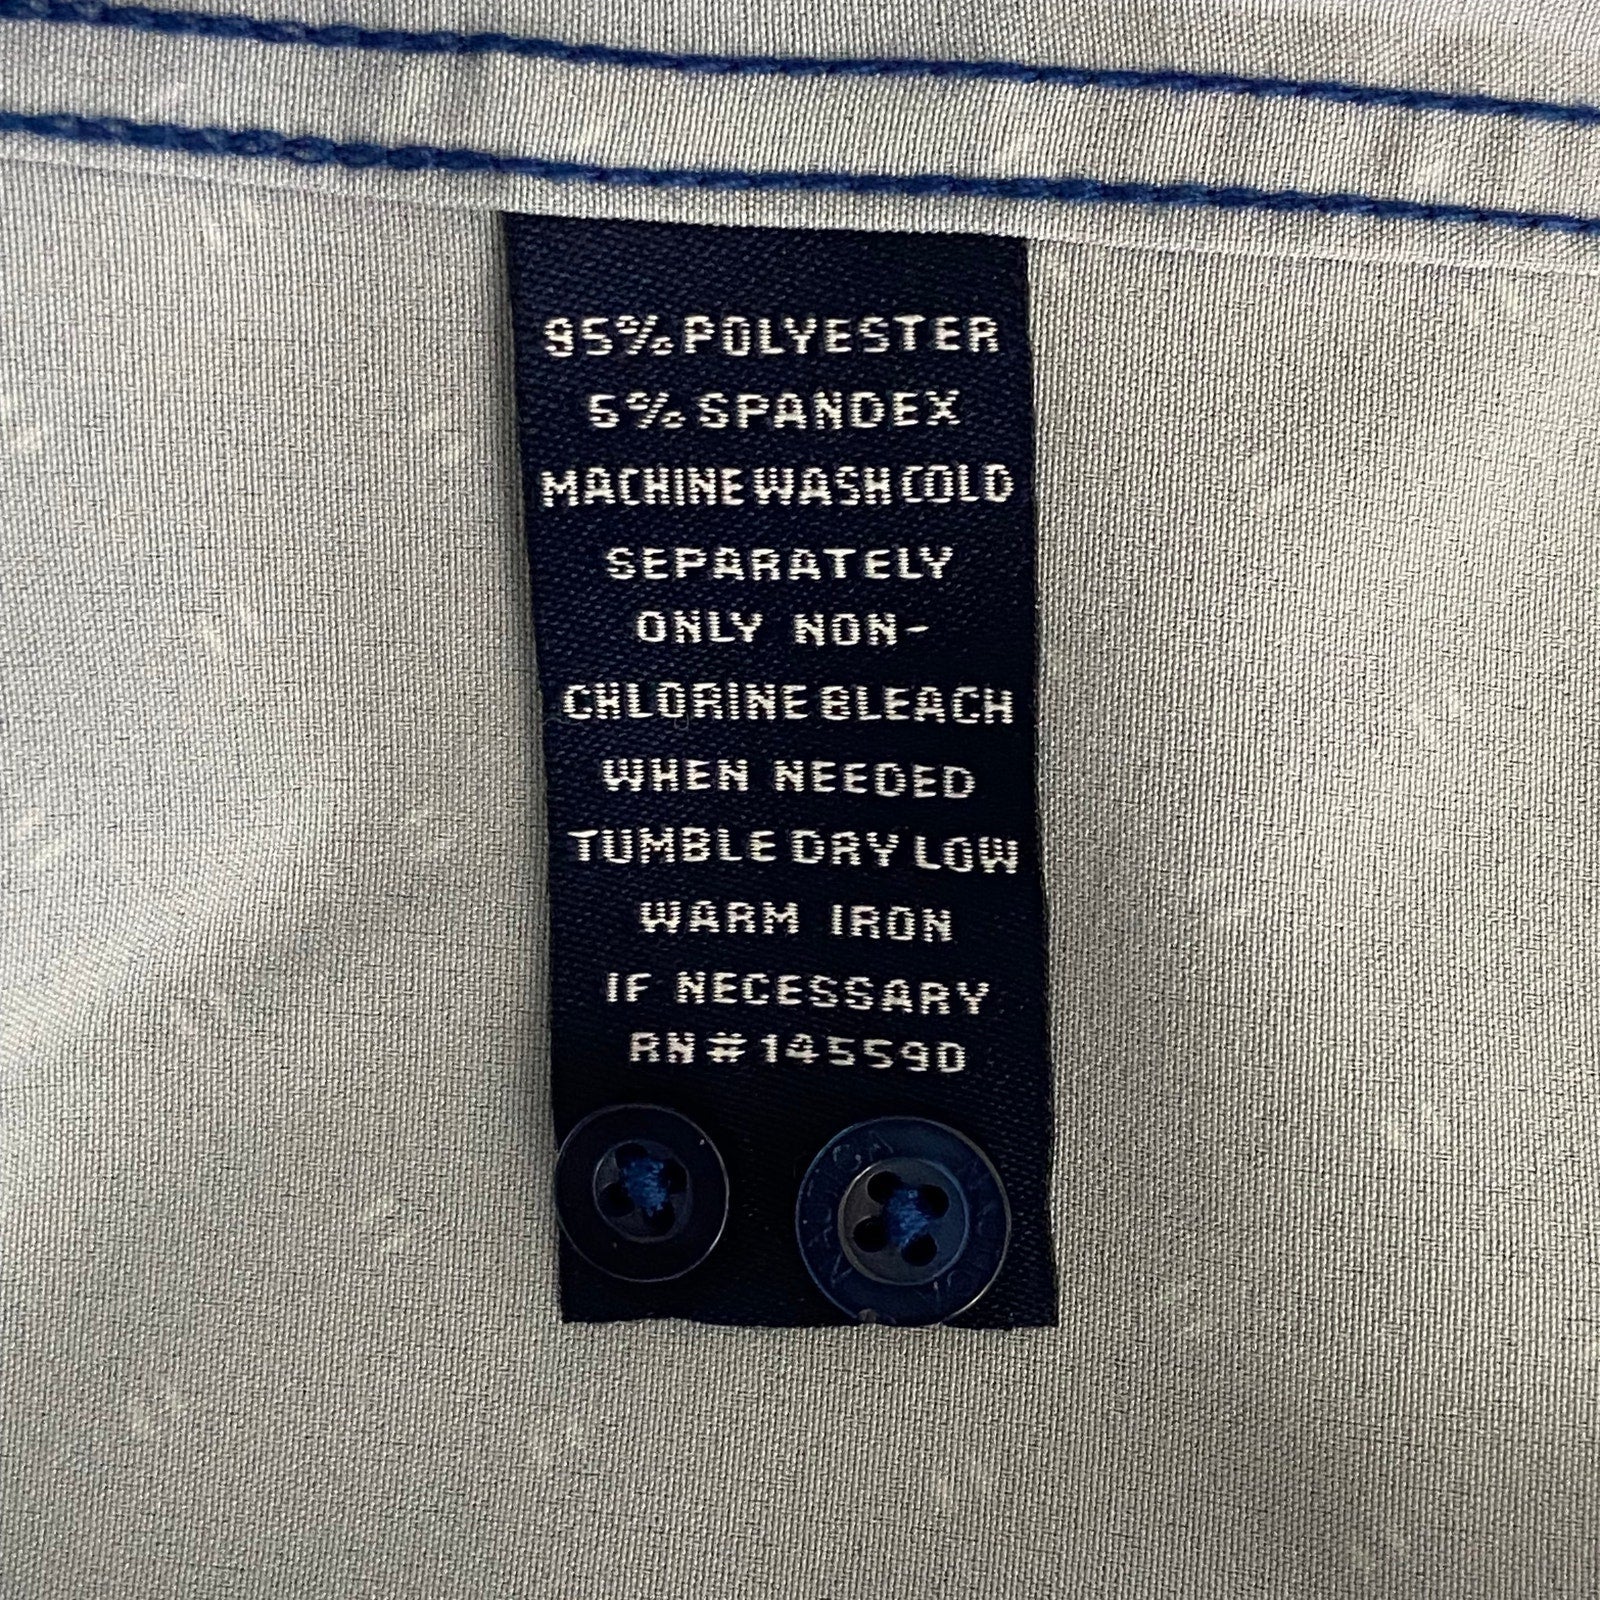 95% POLYESTER
5% SPANDEX
MACHINE WASH COLD
SEPARATELY
ONLY NON-
CHLORINE BLEACH
WHEN NEEDED
TUMBLE DRY LOW
WARM IRON
IF NECESSARY
RN#145590